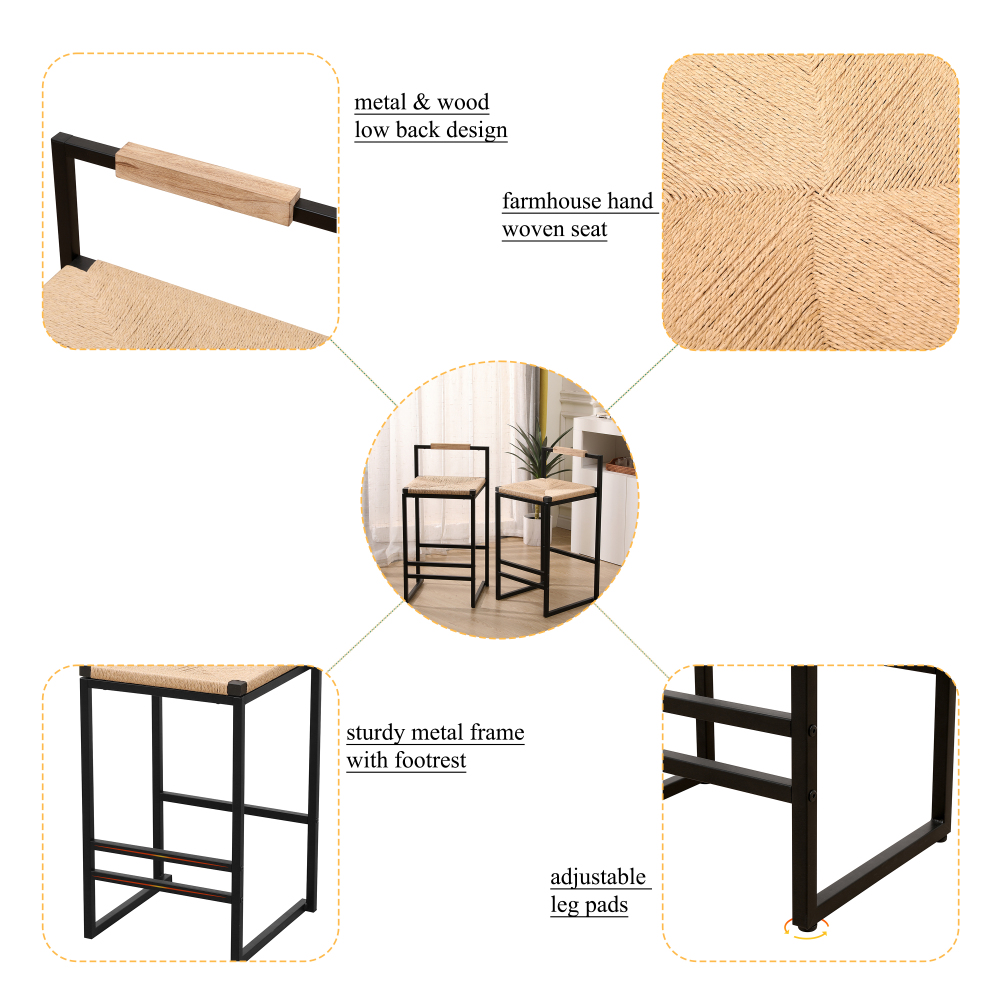 metal & wood
low back design
farmhouse hand
woven seat
sturdy metal frame
with footrest
adjustable
leg pads